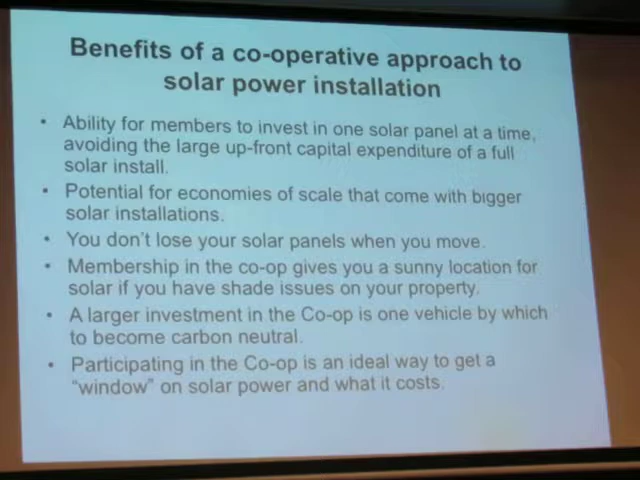 Benefits of a co-operative approach to
solar power installation
• Ability for members to invest in one solar panel at a time,
avoiding the large up-front capital expenditure of a full
solar install.
• Potential for economies of scale that come with bigger
solar installations.
• You don't lose your solar panels when you move.
• Membership in the co-op gives you a sunny location for
solar if you have shade issues on your property.
• A larger investment in the Co-op is one vehicle by which
to become carbon neutral.
• Participating in the Co-op is an ideal way to get a
"window" on solar power and what it costs.